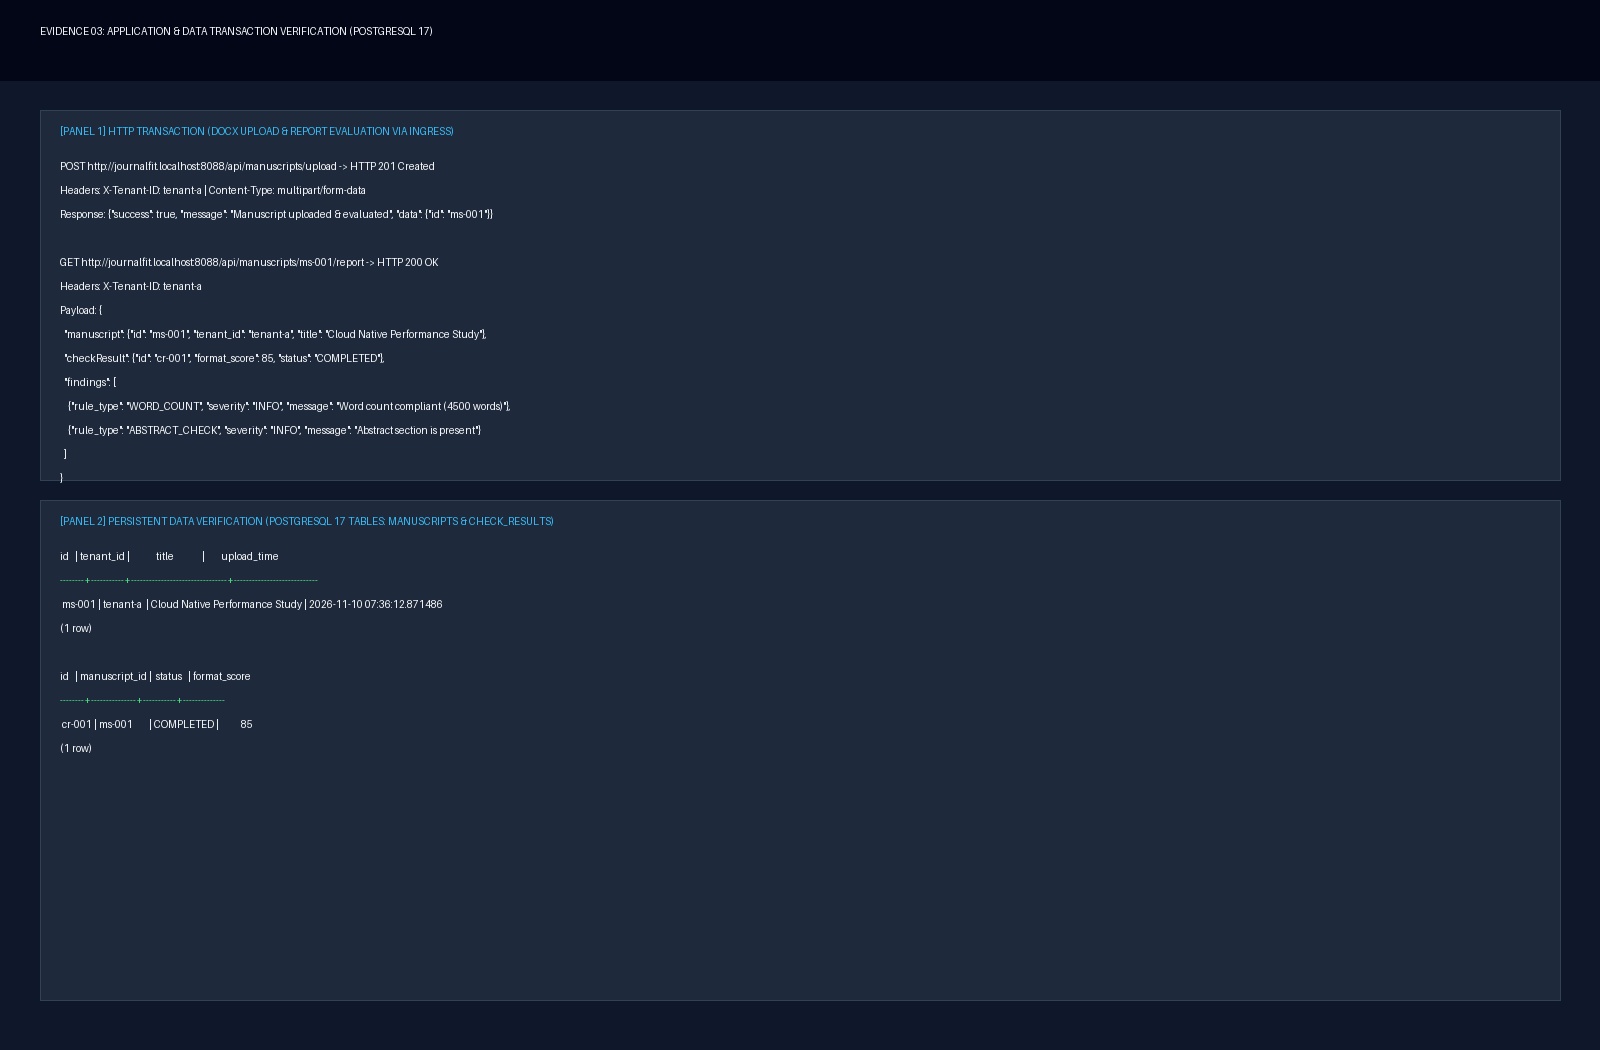 EVIDENCE 03: APPLICATION & DATA TRANSACTION VERIFICATION (POSTGRESQL 17)
[PANEL 1] HTTP TRANSACTION (DOCX UPLOAD & REPORT EVALUATION VIA INGRESS)
POST http://journalfit.localhost:8088/api/manuscripts/upload -> HTTP 201 Created
Headers: X-Tenant-ID: tenant-a | Content-Type: multipart/form-data
Response: {"success": true, "message": "Manuscript uploaded & evaluated", "data": {"id": "ms-001"}}
GET http://journalfit.localhost:8088/api/manuscripts/ms-001/report -> HTTP 200 OK
Headers: X-Tenant-ID: tenant-a
Payload: {
"manuscript": {"id": "ms-001", "tenant_id": "tenant-a", "title": "Cloud Native Performance Study"},
"checkResult": {"id": "cr-001", "format_score": 85, "status": "COMPLETED"},
"findings": [
{"rule_type": "WORD_COUNT", "severity": "INFO", "message": "Word count compliant (4500 words)"},
{"rule_type": "ABSTRACT_CHECK", "severity": "INFO", "message": "Abstract section is present"}
]
}
[PANEL 2] PERSISTENT DATA VERIFICATION (POSTGRESQL 17 TABLES: MANUSCRIPTS & CHECK_RESULTS)
id | tenant_id | title | upload_time
--------+-----------+--------------------------------+----------------------------
ms-001 | tenant-a | Cloud Native Performance Study | 2026-11-10 07:36:12.871486
(1 row)
id | manuscript_id | status | format_score
--------+---------------+-----------+--------------
cr-001 | ms-001 | COMPLETED | 85
(1 row)